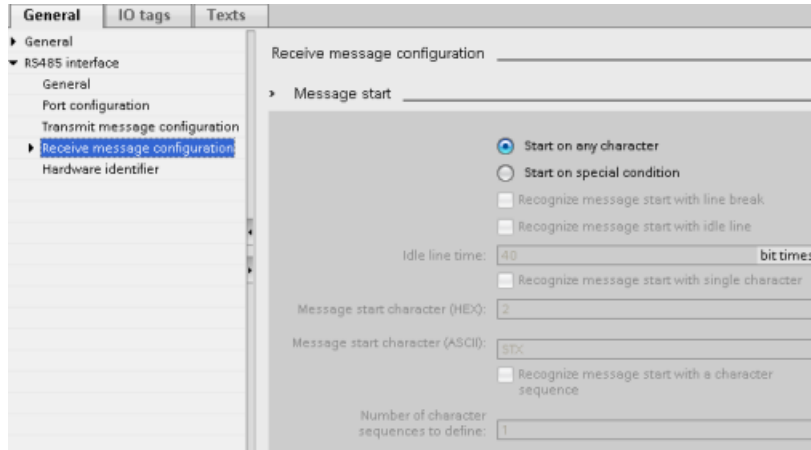 General IO tags Texts
General
RS485 interface
General
Port configuration
Transmit message configuration
Receive message configuration
Hardware identifier
Receive message configuration
Message start
Start on any character
Start on special condition
Recognize message start with line break
Recognize message start with idle line
Idle line time: 40 bit times
Recognize message start with single character
Message start character (HEX): 2
Message start character (ASCII): STX
Recognize message start with a character
sequence
Number of character
sequences to define: 1